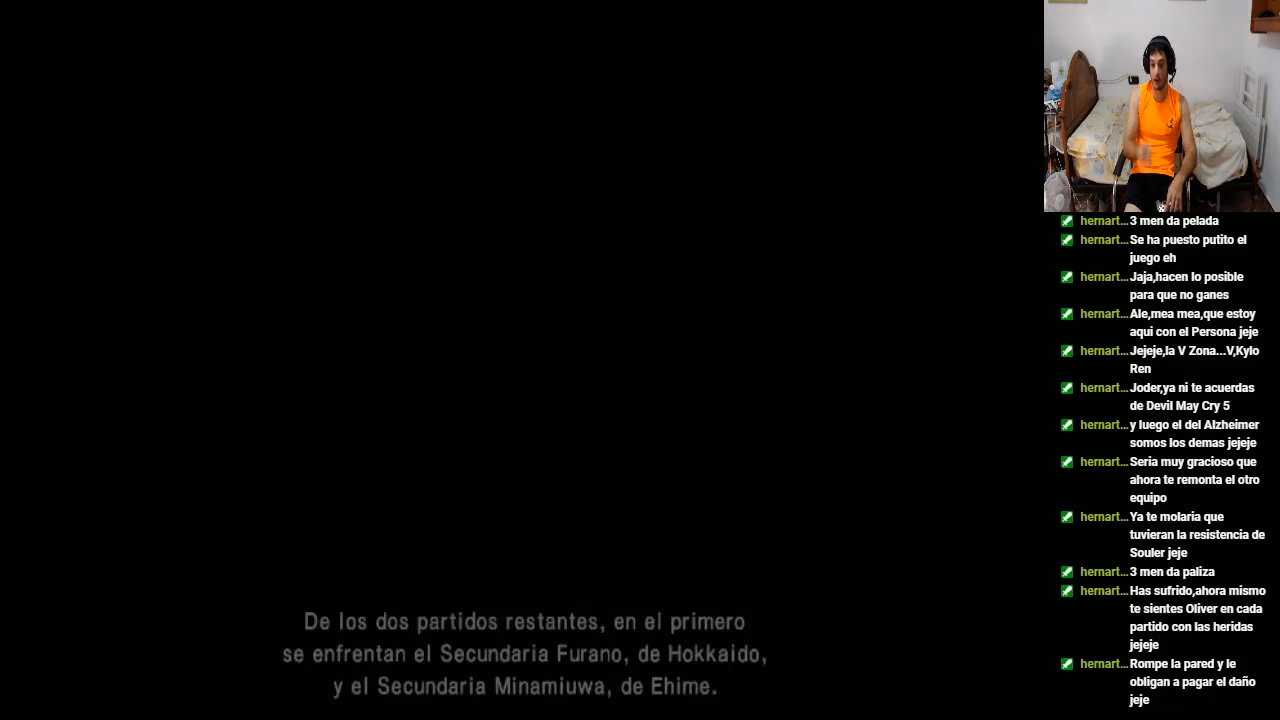 hernart…3 men da pelada
hernart…Se ha puesto putito el
juego eh
hernart…Jaja,hacen lo posible
para que no ganes
hernart…Ale,mea mea,que estoy
aqui con el Persona jeje
hernart…Jejeje,la V Zona...V,Kylo
Ren
hernart…Joder,ya ni te acuerdas
de Devil May Cry 5
hernart…y luego el del Alzheimer
somos los demas jejeje
hernart…Seria muy gracioso que
ahora te remonta el otro
equipo
hernart…Ya te molaria que
tuvieran la resistencia de
Souler jeje
hernart…3 men da paliza
hernart…Has sufrido,ahora mismo
te sientes Oliver en cada
partido con las heridas
jejeje
hernart…Rompe la pared y le
obligan a pagar el daño
jeje
De los dos partidos restantes, en el primero
se enfrentan el Secundaria Furano, de Hokkaido,
y el Secundaria Minamiuwa, de Ehime.